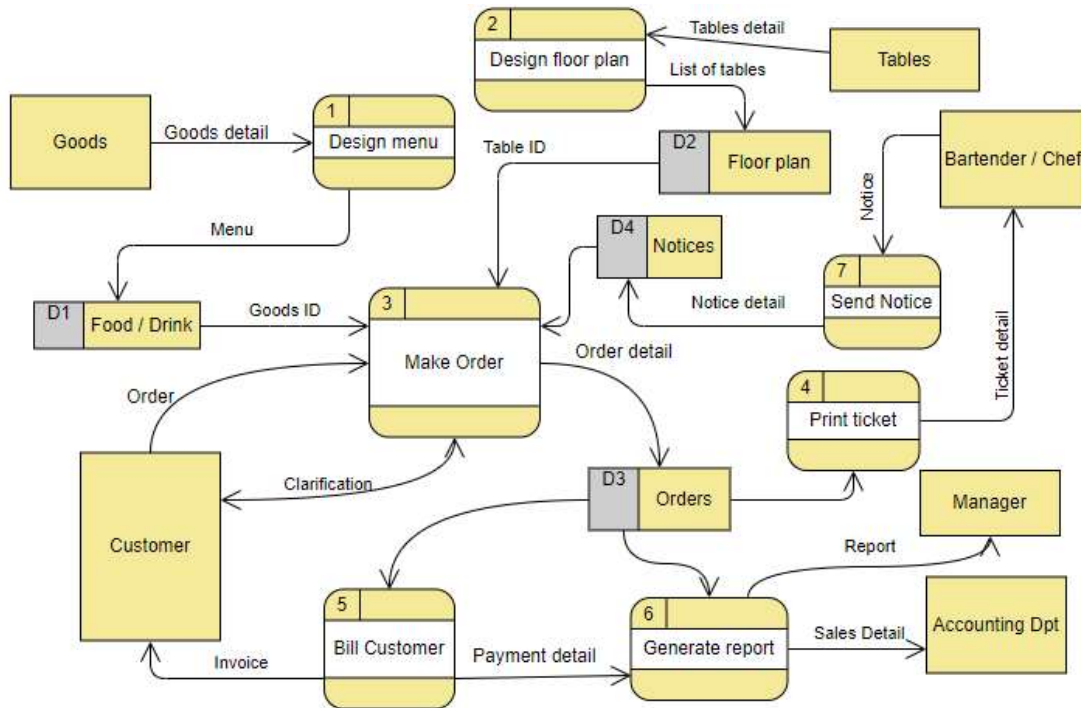 2
Tables detail
Design floor plan
Tables
List of tables
Goods
Goods detail
1
Design menu
Table ID
D2
Floor plan
Bartender / Chef
Notice
Menu
D4
Notices
7
Send Notice
Notice detail
D1
Food / Drink
Goods ID
3
Make Order
Order detail
Ticket detail
Order
4
Print ticket
Clarification
D3
Orders
Customer
Manager
Report
5
Bill Customer
6
Generate report
Sales Detail
Accounting Dpt
Invoice
Payment detail